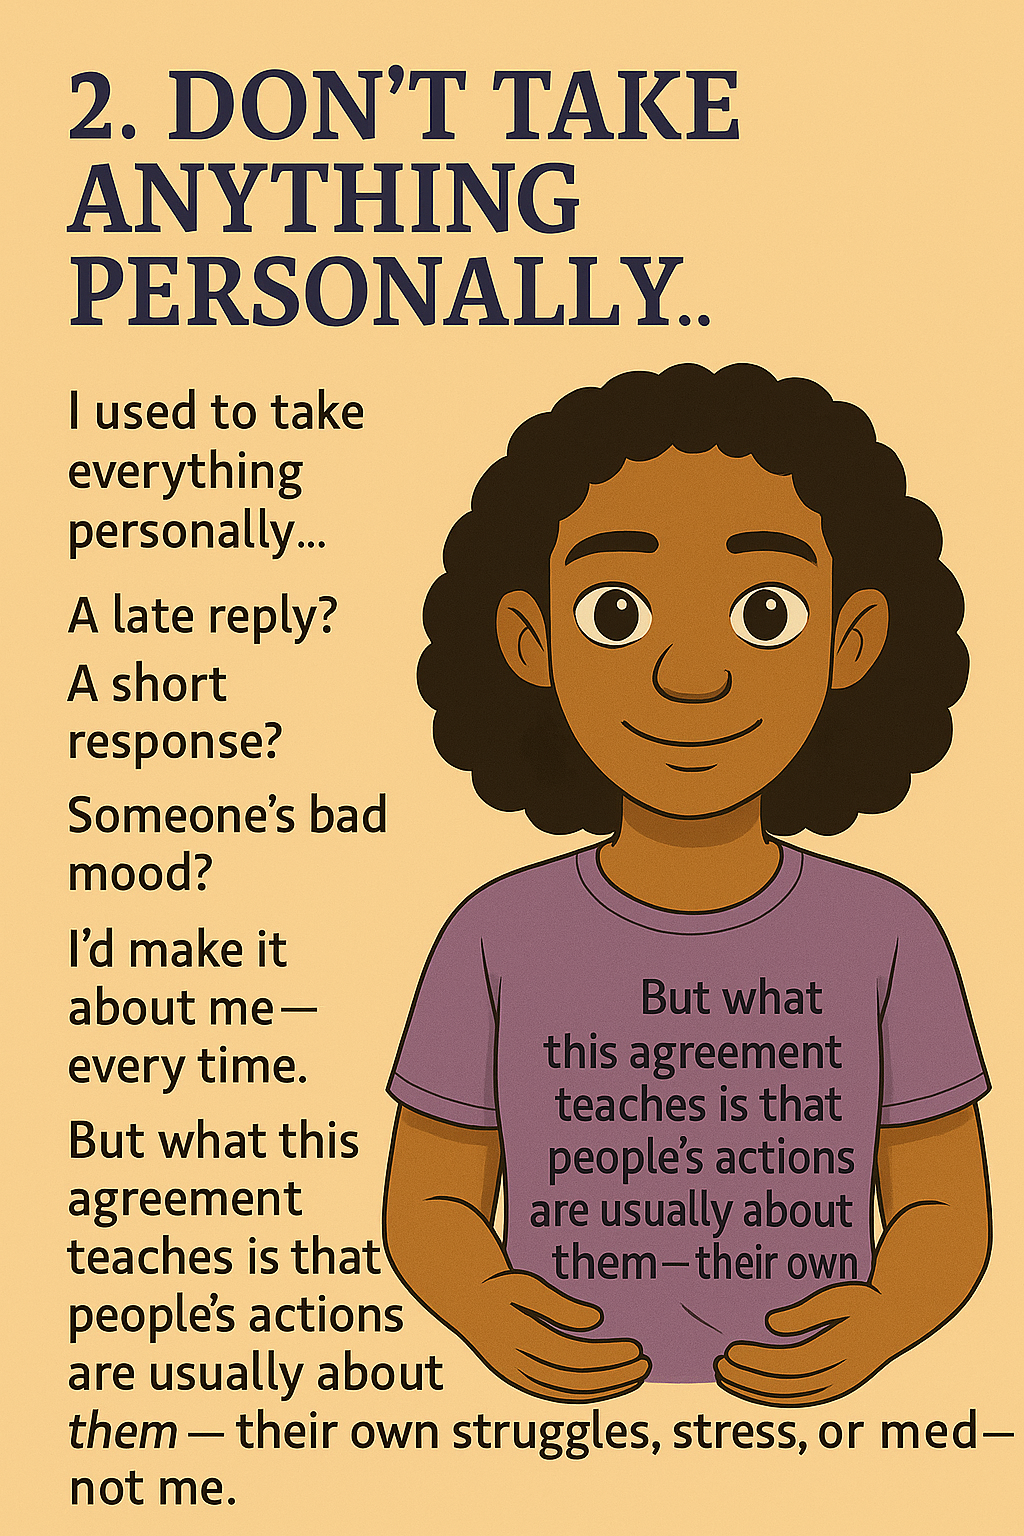 2. DON'T TAKE
ANYTHING
PERSONALLY..
I used to take
everything
personally...
A late reply?
A short
response?
Someone's bad
mood?
I'd make it
about me—
every time.
But what this
agreement
teaches is that
people's actions
are usually about
them — their own struggles, stress, or med—
not me.
But what
this agreement
teaches is that
people's actions
are usually about
them—their own